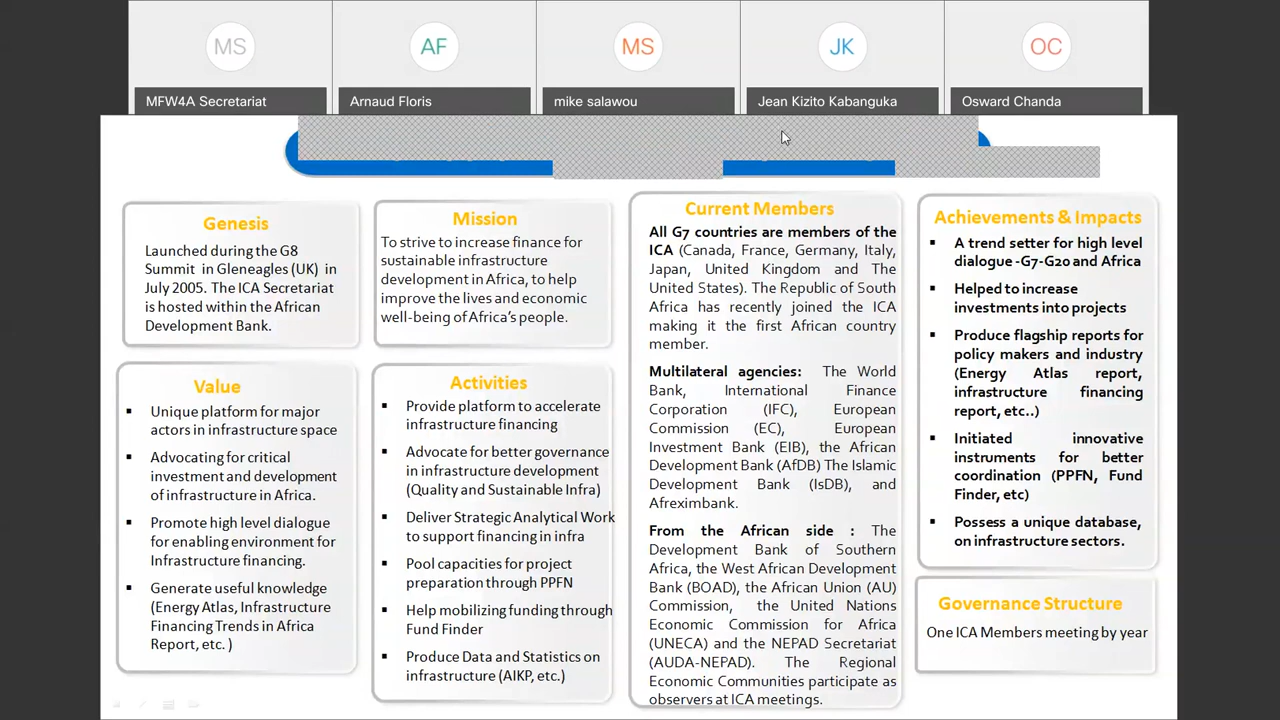 MS
AF
MS
JK
OC
MFW4A Secretariat
Arnaud Floris
mike salawou
Jean Kizito Kabanguka
Osward Chanda
Genesis
Launched during the G8
Summit in Gleneagles (UK) in
July 2005. The ICA Secretariat
is hosted within the African
Development Bank.
Value
▪ Unique platform for major
actors in infrastructure space
▪ Advocating for critical
investment and development
of infrastructure in Africa.
▪ Promote high level dialogue
for enabling environment for
Infrastructure financing.
▪ Generate useful knowledge
(Energy Atlas, Infrastructure
Financing Trends in Africa
Report, etc. )
Mission
To strive to increase finance for
sustainable infrastructure
development in Africa, to help
improve the lives and economic
well-being of Africa's people.
Activities
▪ Provide platform to accelerate
infrastructure financing
▪ Advocate for better governance
in infrastructure development
(Quality and Sustainable Infra)
▪ Deliver Strategic Analytical Work
to support financing in infra
▪ Pool capacities for project
preparation through PPFN
▪ Help mobilizing funding through
Fund Finder
▪ Produce Data and Statistics on
infrastructure (AIKP, etc.)
Current Members
All G7 countries are members of the
ICA (Canada, France, Germany, Italy,
Japan, United Kingdom and The
United States). The Republic of South
Africa has recently joined the ICA
making it the first African country
member.
Multilateral agencies: The World
Bank, International Finance
Corporation (IFC), European
Commission (EC), European
Investment Bank (EIB), the African
Development Bank (AfDB) The Islamic
Development Bank (IsDB), and
Afreximbank.
From the African side : The
Development Bank of Southern
Africa, the West African Development
Bank (BOAD), the African Union (AU)
Commission, the United Nations
Economic Commission for Africa
(UNECA) and the NEPAD Secretariat
(AUDA-NEPAD). The Regional
Economic Communities participate as
observers at ICA meetings.
Achievements & Impacts
▪ A trend setter for high level
dialogue -G7-G20 and Africa
▪ Helped to increase
investments into projects
▪ Produce flagship reports for
policy makers and industry
(Energy Atlas report,
infrastructure financing
report, etc..)
▪ Initiated innovative
instruments for better
coordination (PPFN, Fund
Finder, etc)
▪ Possess a unique database,
on infrastructure sectors.
Governance Structure
One ICA Members meeting by year